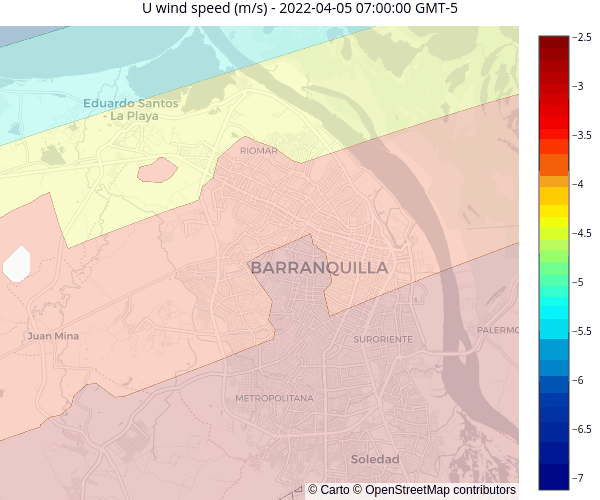 U wind speed (m/s) - 2022-04-05 07:00:00 GMT-5
−2.5
−3
−3.5
−4
−4.5
−5
−5.5
−6
−6.5
−7
Eduardo Santos
- La Playa
RIOMAR
BARRANQUILLA
Juan Mina
SURORIENTE
PALERMO
METROPOLITANA
Soledad
© Carto © OpenStreetMap contributors